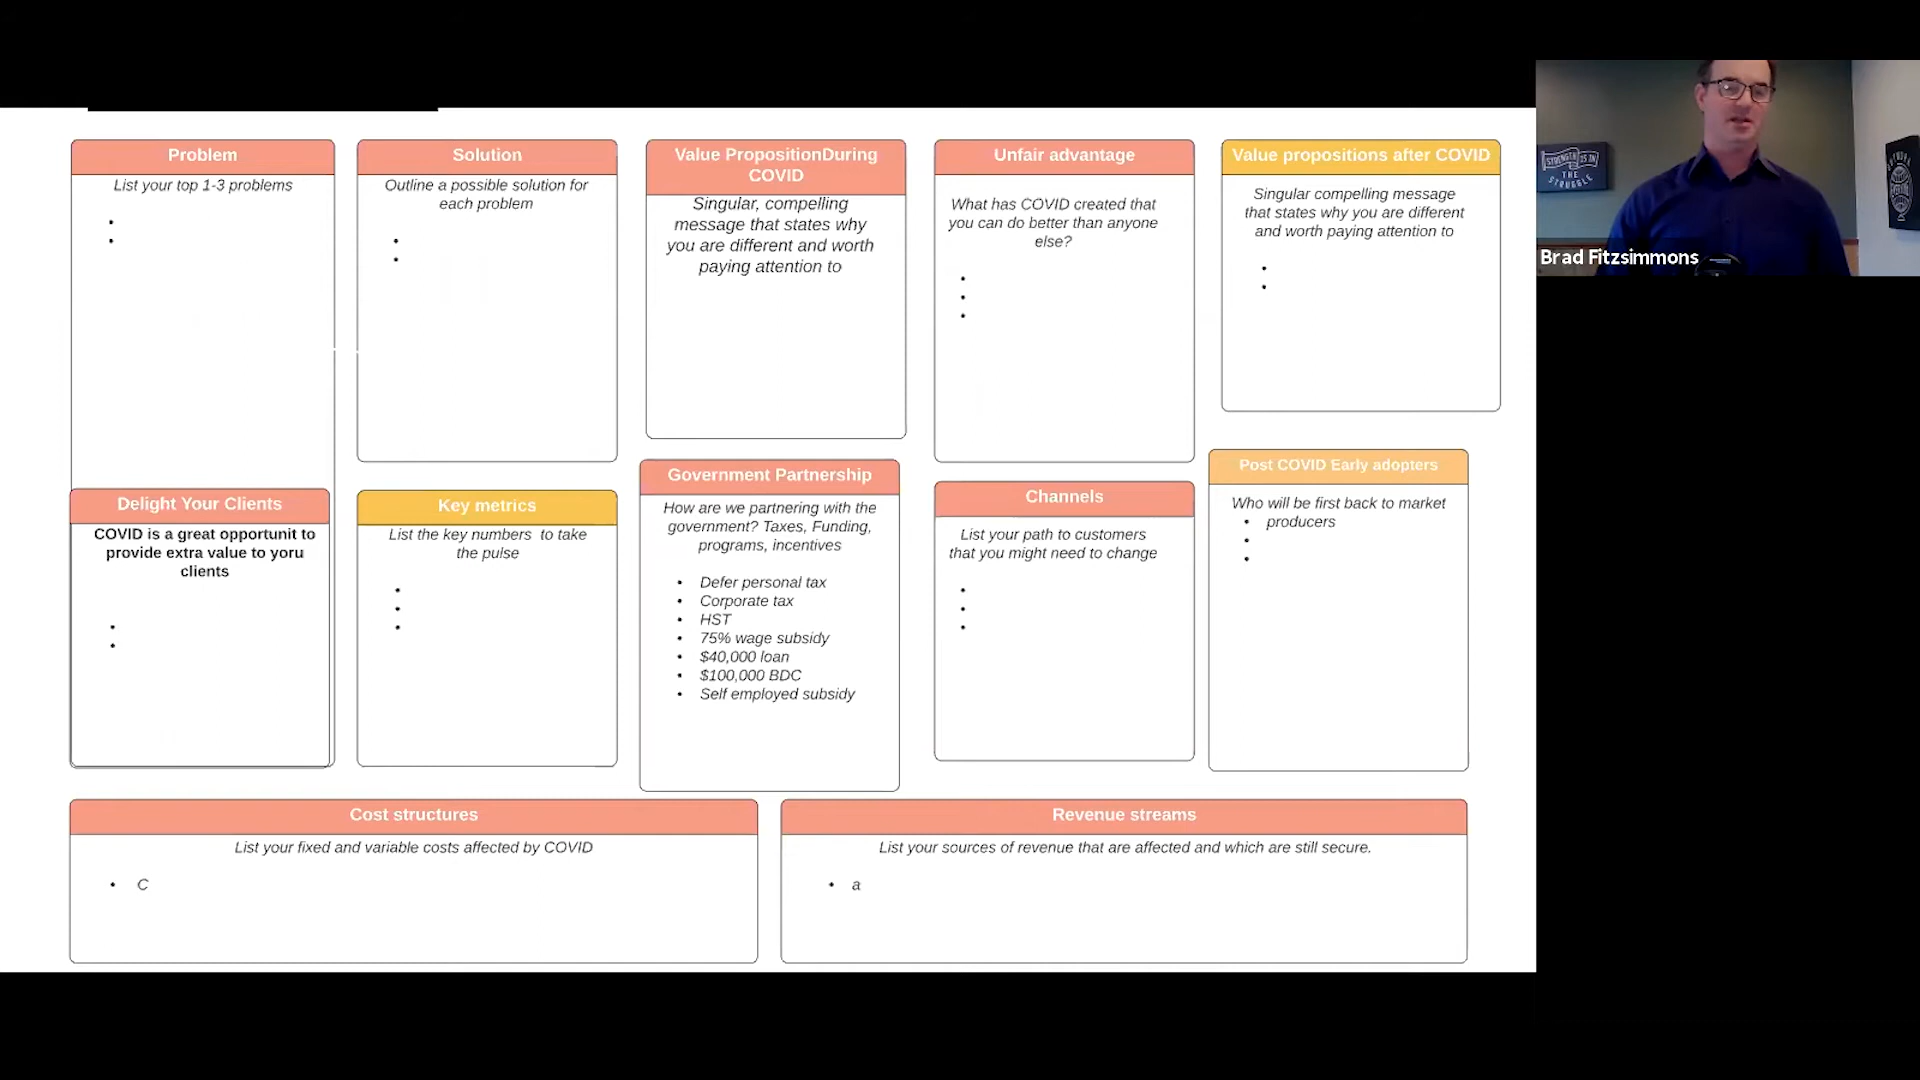 Problem
List your top 1-3 problems
•
•
Solution
Outline a possible solution for
each problem
•
•
Value PropositionDuring
COVID
Singular, compelling
message that states why
you are different and worth
paying attention to
Unfair advantage
What has COVID created that
you can do better than anyone
else?
•
•
•
Value propositions after COVID
Singular compelling message
that states why you are different
and worth paying attention to
•
•
STRENGTH IS IN
THE
STRUGGLE
Brad Fitzsimmons
Delight Your Clients
COVID is a great opportunit to
provide extra value to yoru
clients
•
•
Key metrics
List the key numbers  to take
the pulse
•
•
•
Government Partnership
How are we partnering with the
government? Taxes, Funding,
programs, incentives
• Defer personal tax
• Corporate tax
• HST
• 75% wage subsidy
• $40,000 loan
• $100,000 BDC
• Self employed subsidy
Channels
List your path to customers
that you might need to change
•
•
•
Post COVID Early adopters
Who will be first back to market
• producers
•
•
Cost structures
List your fixed and variable costs affected by COVID
• C
Revenue streams
List your sources of revenue that are affected and which are still secure.
• a